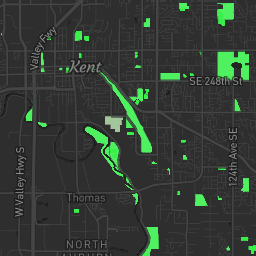 Valley Fwy
Kent
SE 248th St
W Valley Hwy S
124th Ave SE
Thomas
NORTH
AUBURN